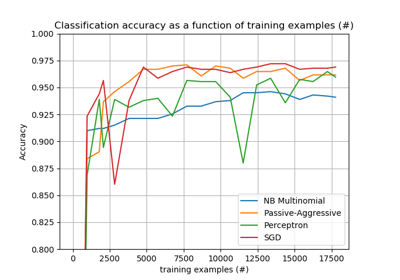 Classification accuracy as a function of training examples (#)
1.000
0.975
0.950
0.925
0.900
0.875
0.850
0.825
0.800
Accuracy
NB Multinomial
Passive-Aggressive
Perceptron
SGD
0 2500 5000 7500 10000 12500 15000 17500
training examples (#)